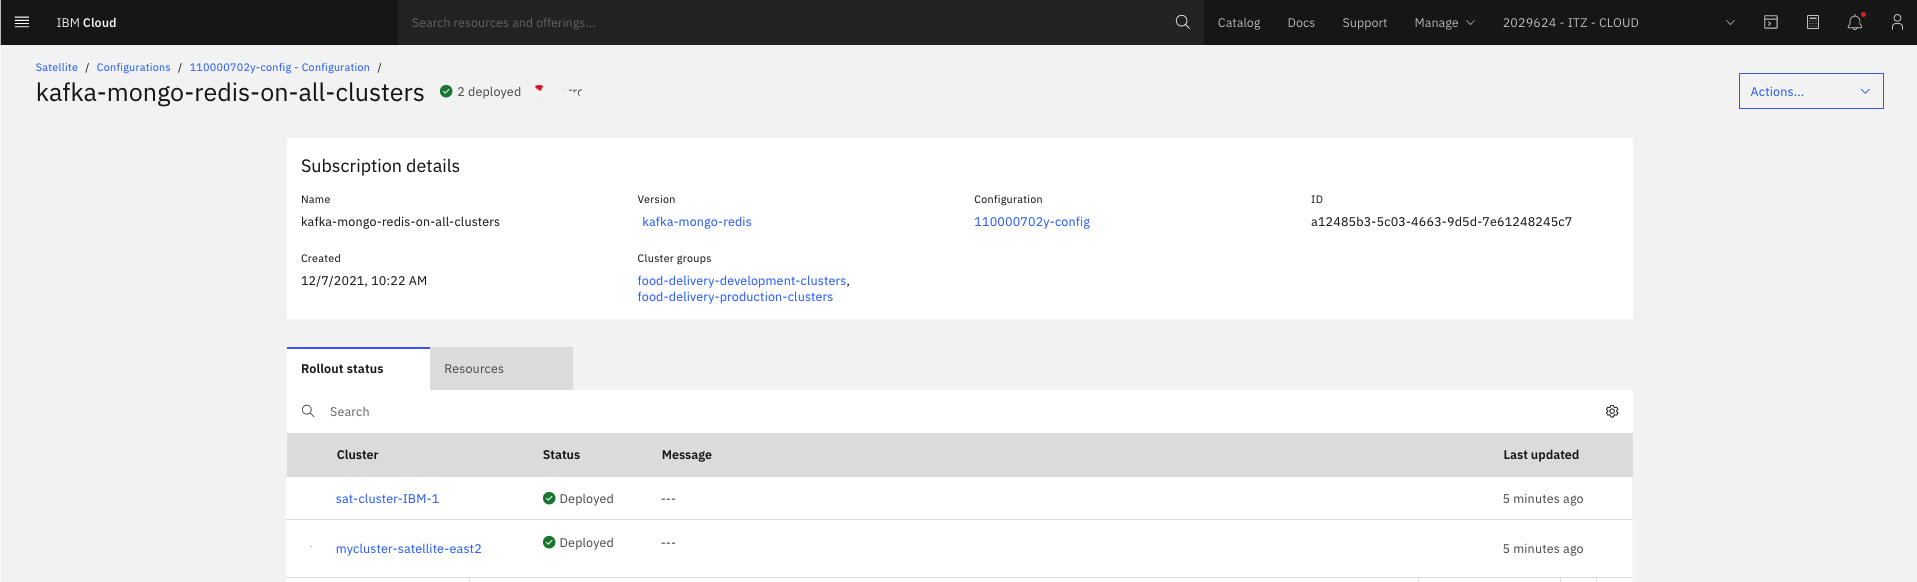 IBM Cloud Search resources and offerings... Catalog Docs Support Manage 2029624 - ITZ - CLOUD
Satellite / Configurations / 110000702y-config - Configuration /
kafka-mongo-redis-on-all-clusters 2 deployed
Actions...
Subscription details
Name Version Configuration ID
kafka-mongo-redis-on-all-clusters kafka-mongo-redis 110000702y-config a12485b3-5c03-4663-9d5d-7e61248245c7
Created Cluster groups
12/7/2021, 10:22 AM food-delivery-development-clusters,
food-delivery-production-clusters
Rollout status Resources
Search
Cluster Status Message Last updated
sat-cluster-IBM-1 Deployed --- 5 minutes ago
mycluster-satellite-east2 Deployed --- 5 minutes ago